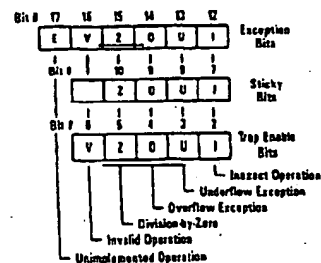 Bit # 17 16 15 14 13 12
E V Z O U I Exception Bits
Bit # 10 9 8 7
Z O U I Sticky Bits
Bit # 6 5 4 3 2
V Z O U I Trap Enable Bits
Inexact Operation
Underflow Exception
Overflow Exception
Division-by-Zero
Invalid Operation
Unimplemented Operation